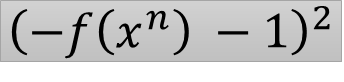 (−f(xⁿ) − 1)²